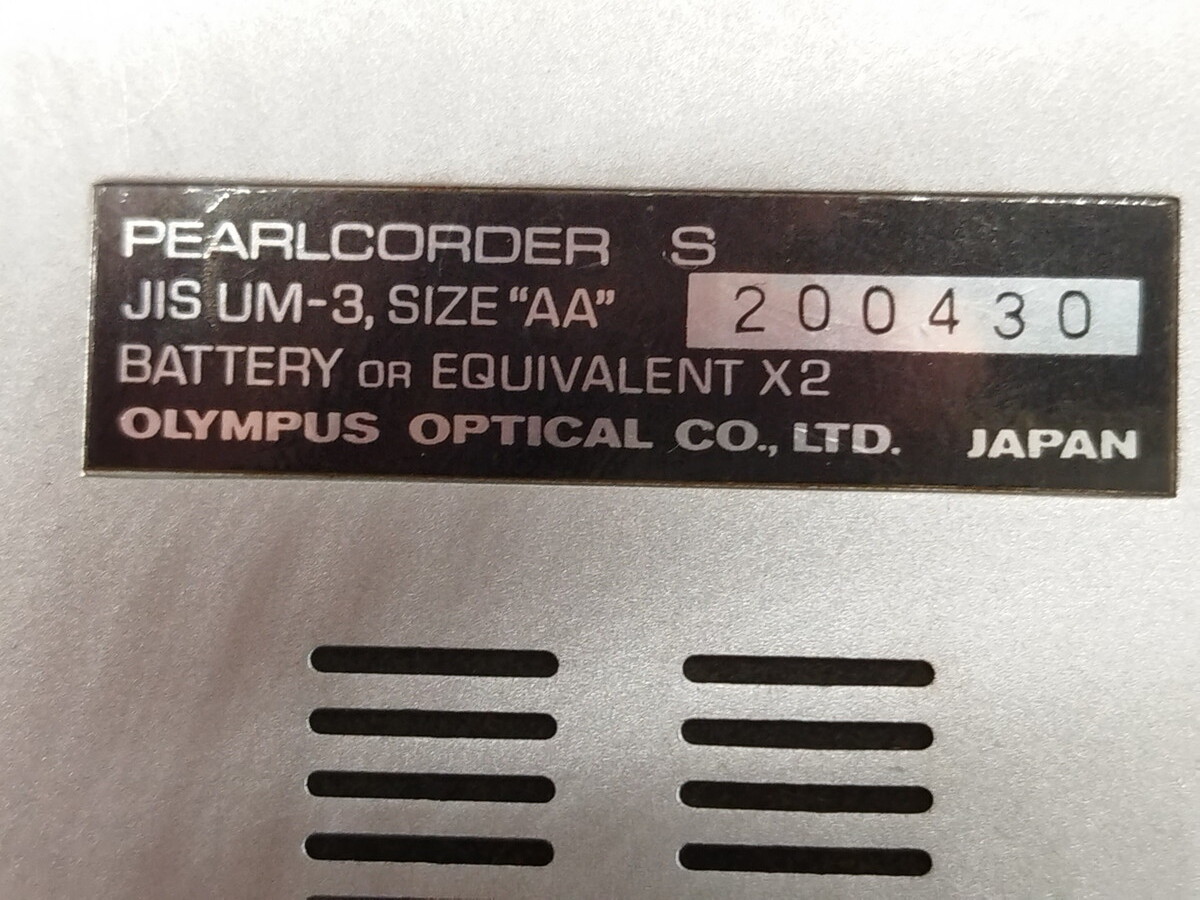 PEARLCORDER S
JIS UM-3, SIZE “AA”
200430
BATTERY OR EQUIVALENT X2
OLYMPUS OPTICAL CO., LTD. JAPAN